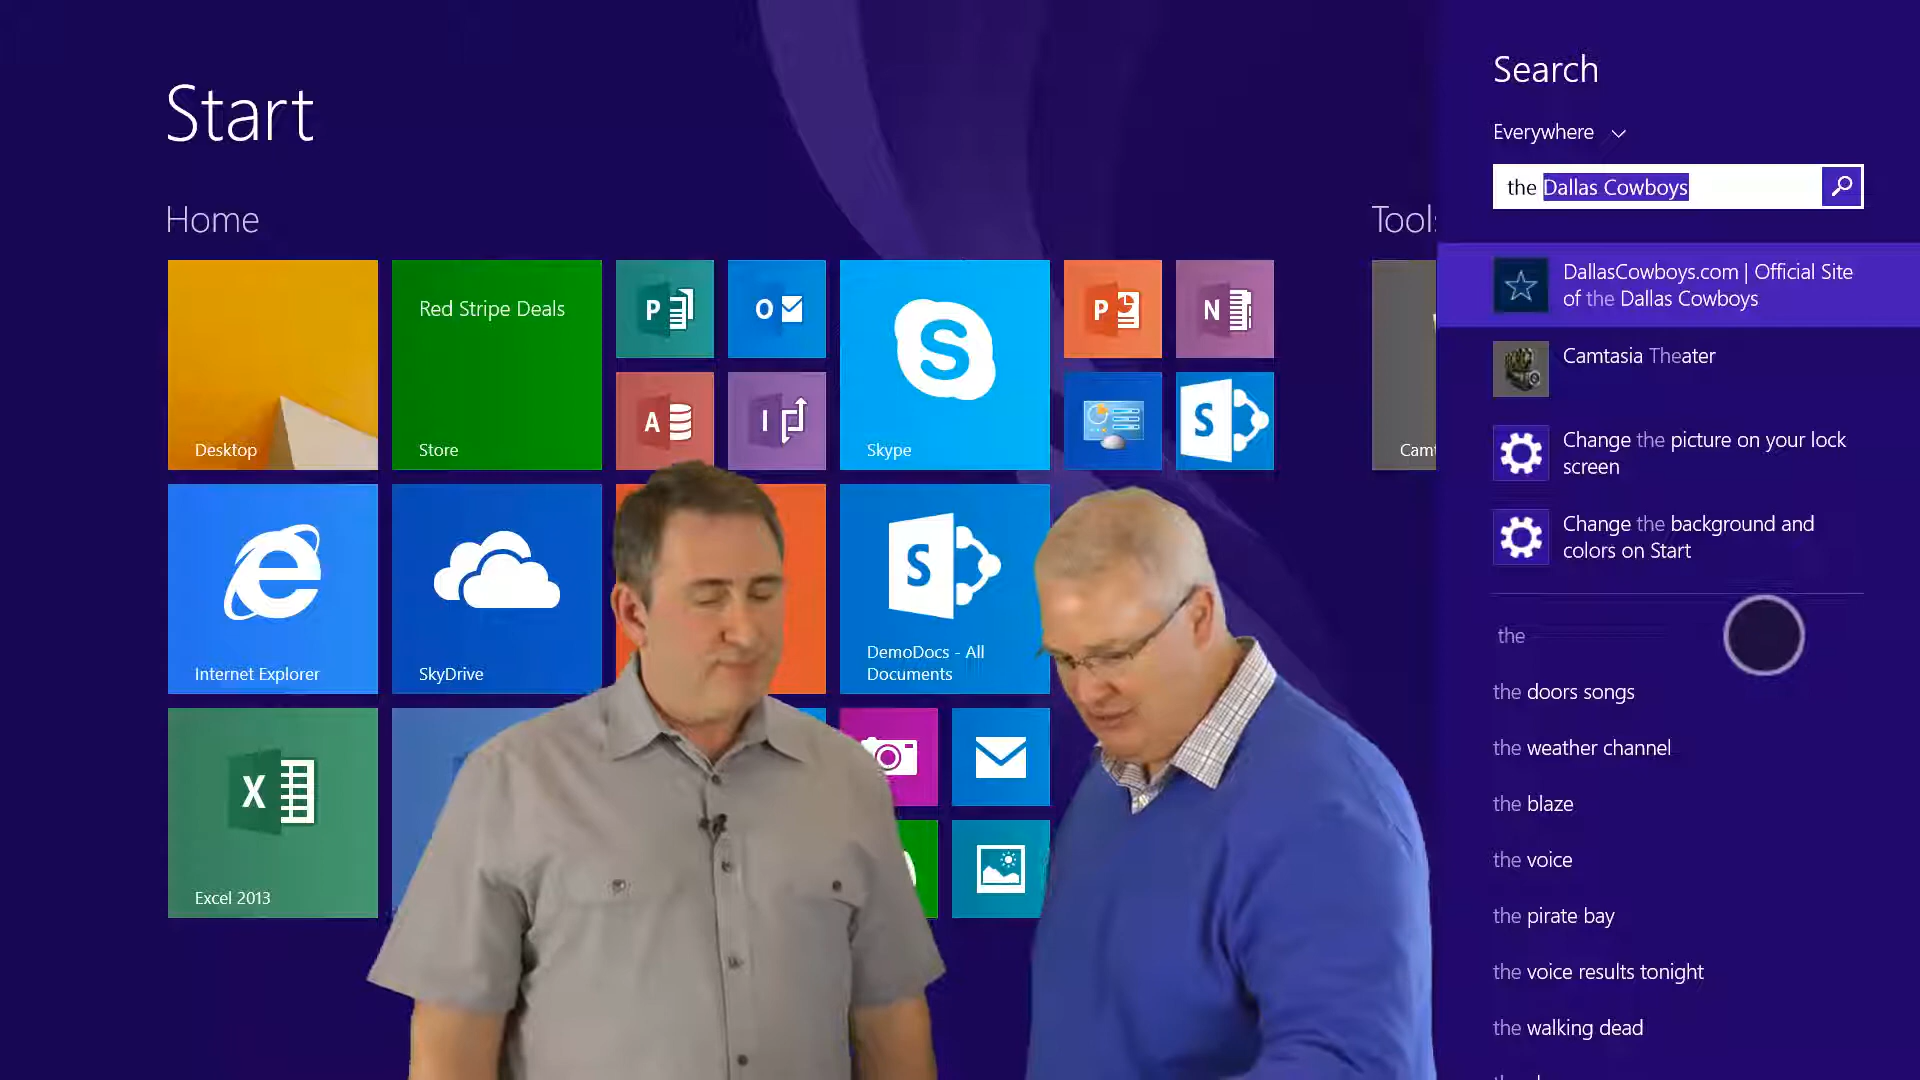 Start
Home
Tools
Desktop
Red Stripe Deals
Store
P
O
A
I
S
Skype
P
N
S
Camt
Internet Explorer
SkyDrive
S
DemoDocs - All
Documents
X
Excel 2013
Search
Everywhere
the Dallas Cowboys
DallasCowboys.com | Official Site
of the Dallas Cowboys
Camtasia Theater
Change the picture on your lock
screen
Change the background and
colors on Start
the
the doors songs
the weather channel
the blaze
the voice
the pirate bay
the voice results tonight
the walking dead